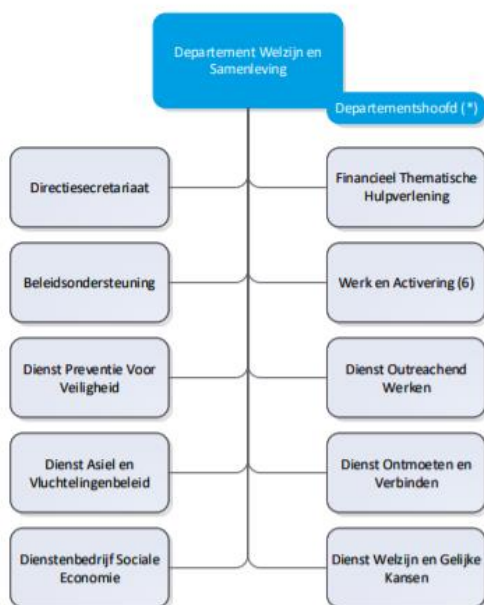 Departement Welzijn en
Samenleving
Departementshoofd (*)
Directiesecretariaat
Financieel Thematische
Hulpverlening
Beleidsondersteuning
Werk en Activering (6)
Dienst Preventie Voor
Veiligheid
Dienst Outreachend
Werken
Dienst Asiel en
Vluchtelingenbeleid
Dienst Ontmoeten en
Verbinden
Dienstenbedrijf Sociale
Economie
Dienst Welzijn en Gelijke
Kansen